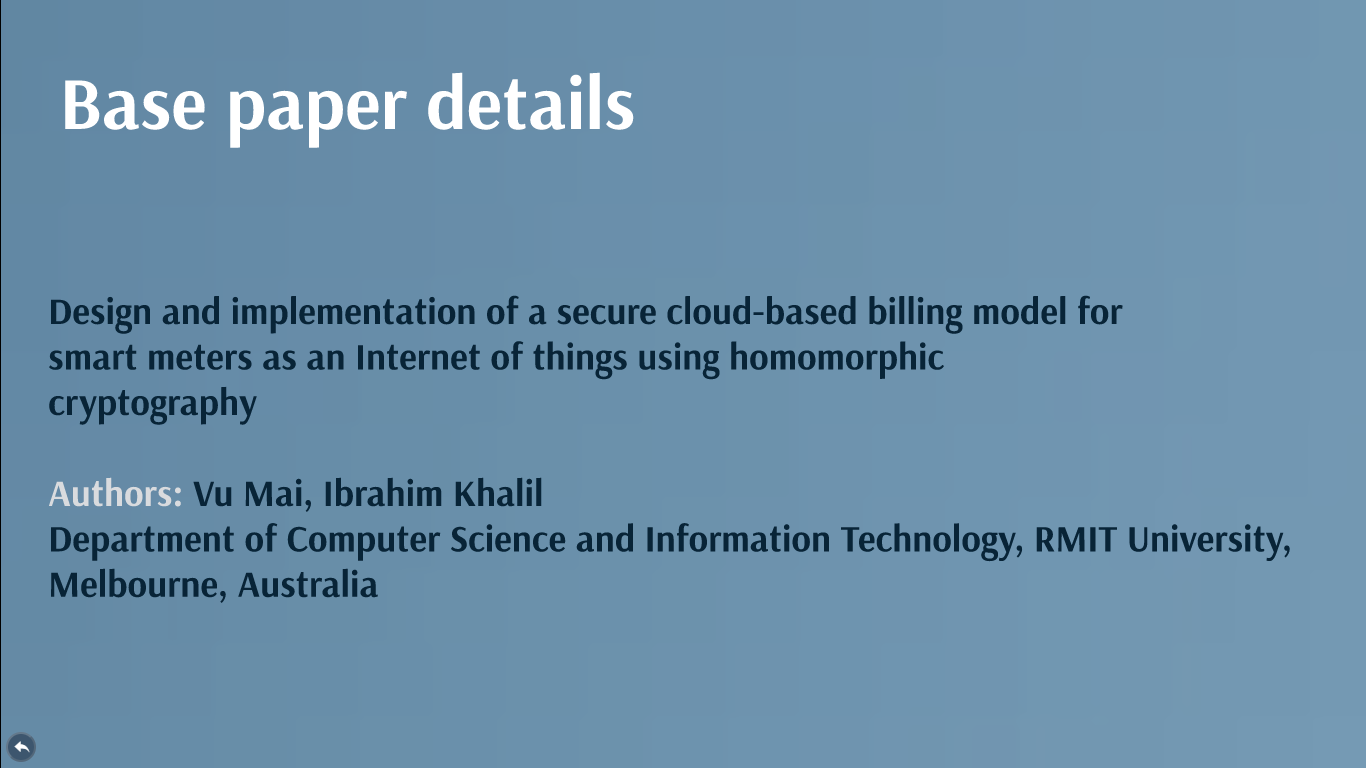 Base paper details
Design and implementation of a secure cloud-based billing model for
smart meters as an Internet of things using homomorphic
cryptography
Authors: Vu Mai, Ibrahim Khalil
Department of Computer Science and Information Technology, RMIT University,
Melbourne, Australia